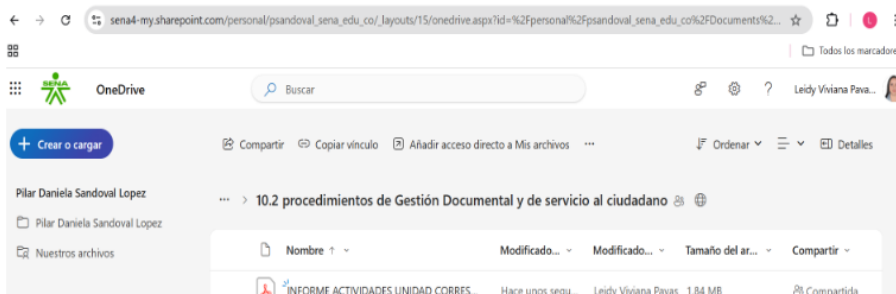 sena4-my.sharepoint.com/personal/psandoval_sena_edu_co/_layouts/15/onedrive.aspx?id=%2Fpersonal%2Fpsandoval_sena_edu_co%2FDocuments%2...
L
Todos los marcadore
SENA
OneDrive
Buscar
Leidy Viviana Pava...
+ Crear o cargar
Compartir
Copiar vínculo
Añadir acceso directo a Mis archivos
...
Ordenar
Detalles
Pilar Daniela Sandoval Lopez
... > 10.2 procedimientos de Gestión Documental y de servicio al ciudadano
Pilar Daniela Sandoval Lopez
Nuestros archivos
Nombre ↑
Modificado...
Modificado...
Tamaño del ar...
Compartir
INFORME ACTIVIDADES UNIDAD CORRES...
Hace unos segu...
Leidy Viviana Pavas
1,84 MB
Compartida